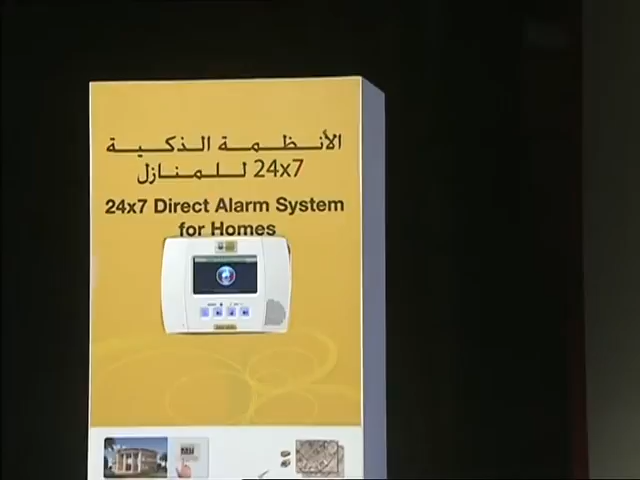 الأنظمة الذكية
24x7 للمنازل
24x7 Direct Alarm System
for Homes